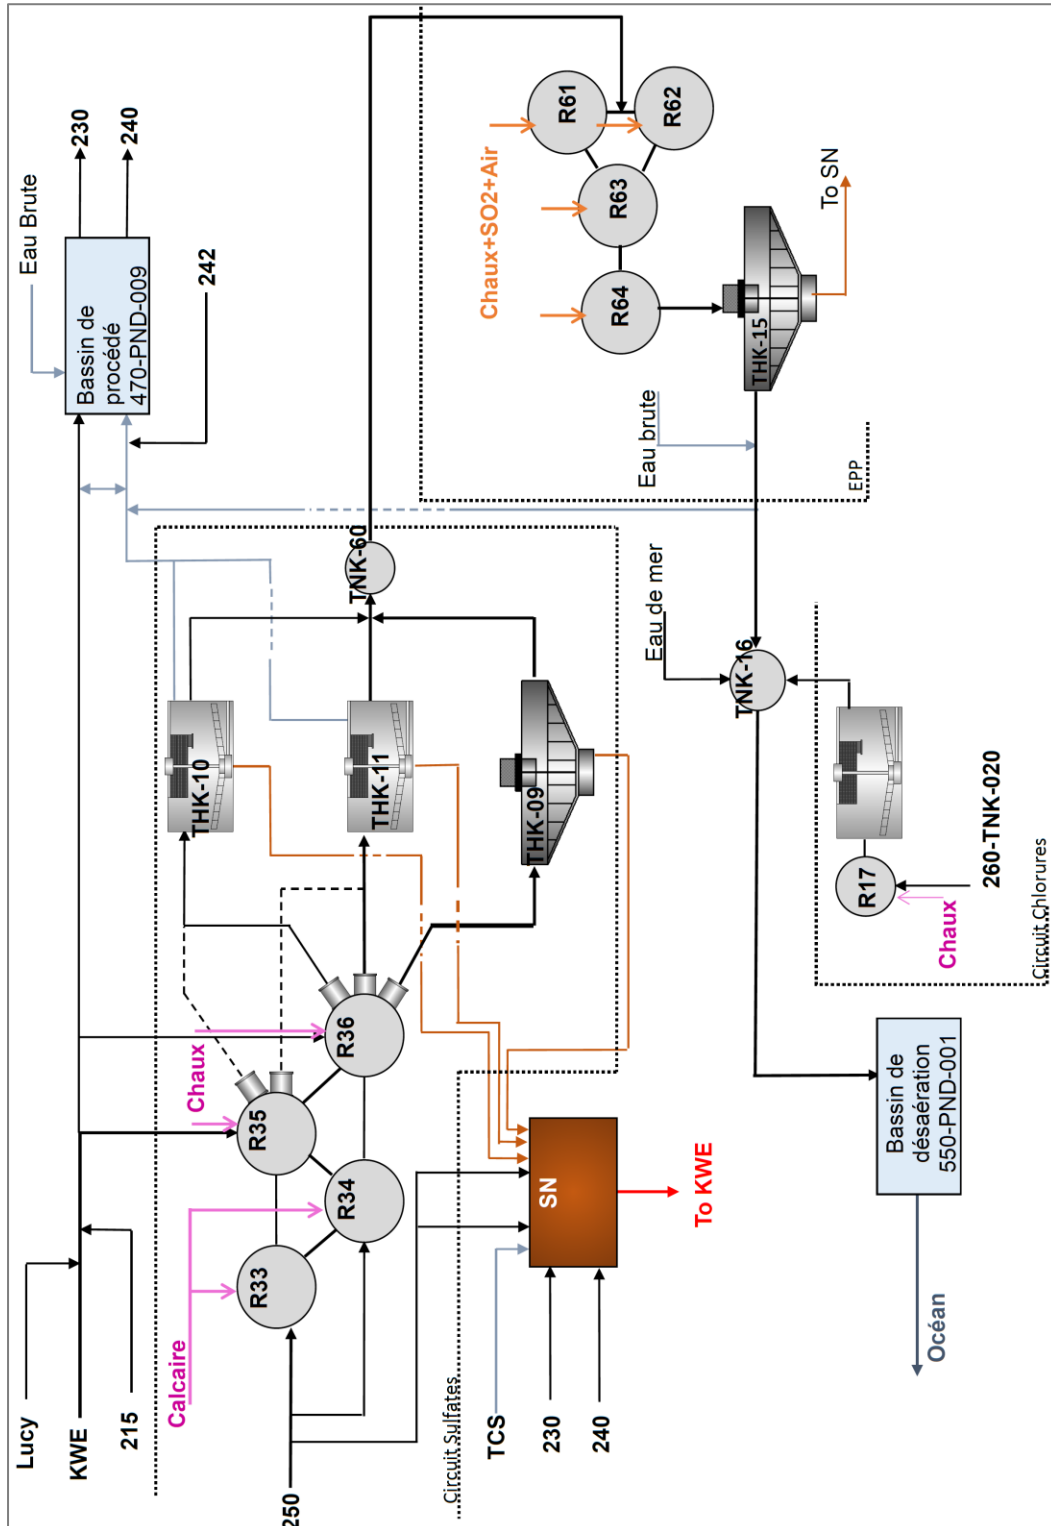 Lucy
KWE
215
Calcaire
250
Circuit Sulfates
TCS
230
240
SN
To KWE
R33
R34
R35
R36
Chaux
THK-10
THK-11
THK-09
TNK-60
Eau Brute
Bassin de
procédé
470-PND-009
230
240
242
Chaux+SO2+Air
R61
R62
R63
R64
THK-15
To SN
Eau brute
EPP
Eau de mer
TNK-16
R17
Chaux
260-TNK-020
Circuit Chlorures
Bassin de
désaération
550-PND-001
Océan